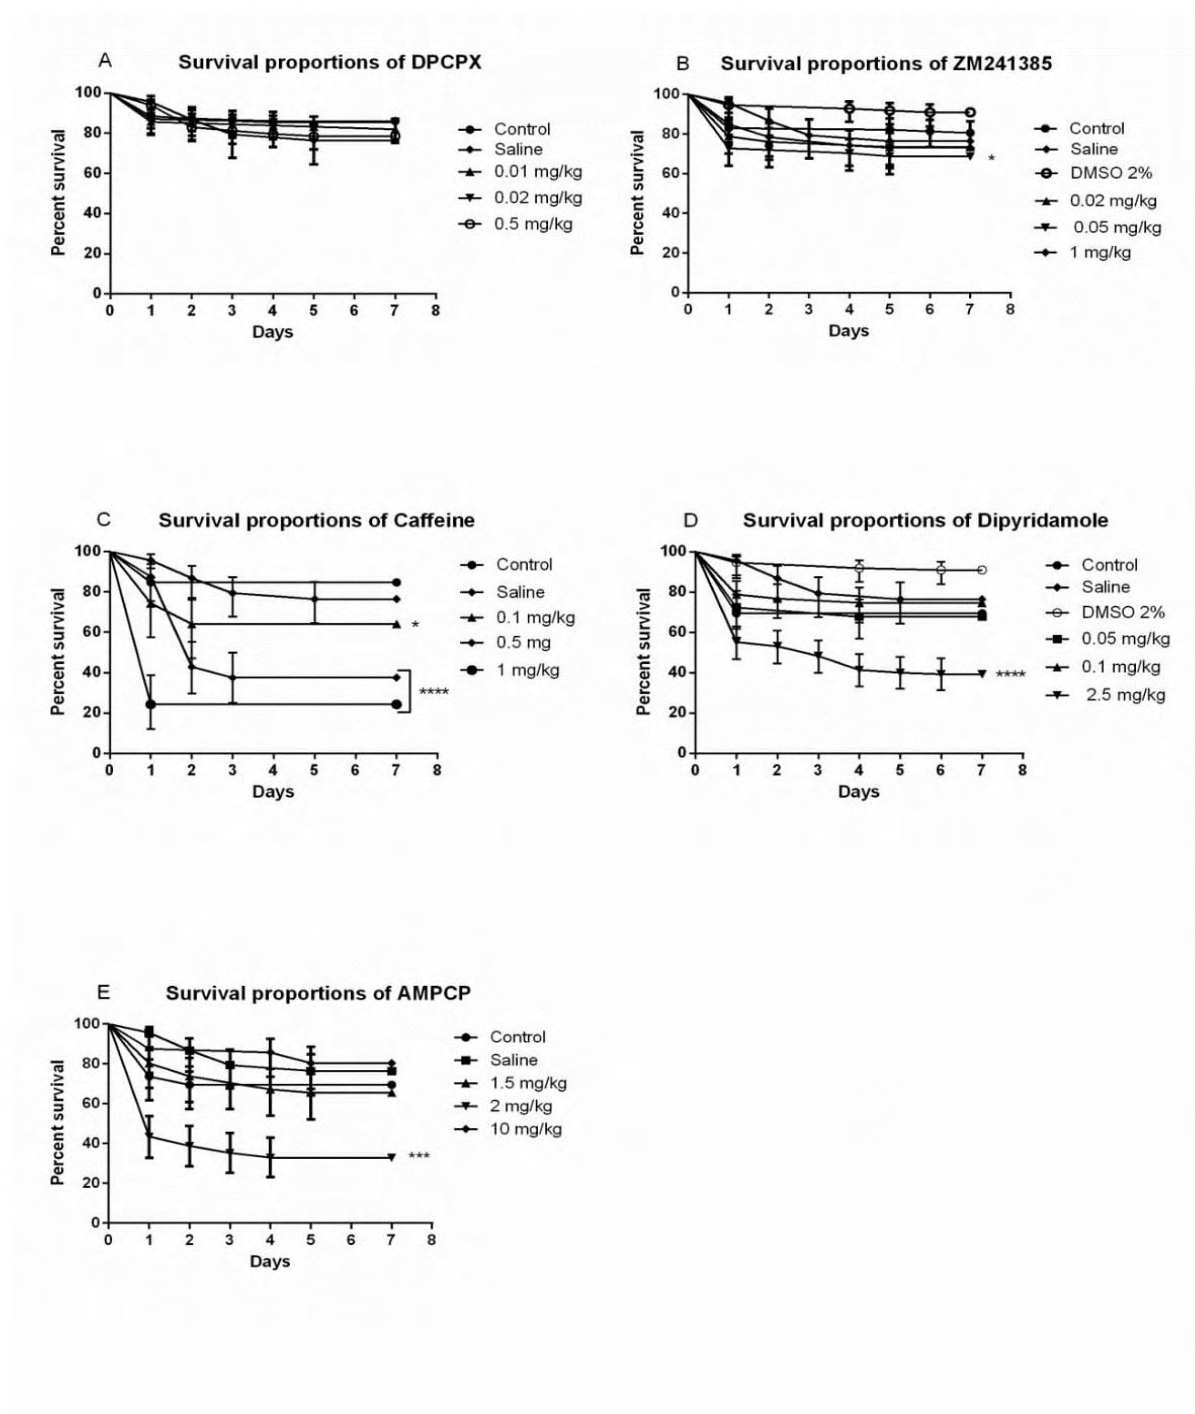 A
Survival proportions of DPCPX
100
80
60
40
20
0
Percent survival
0 1 2 3 4 5 6 7 8
Days
Control
Saline
0.01 mg/kg
0.02 mg/kg
0.5 mg/kg
B
Survival proportions of ZM241385
100
80
60
40
20
0
Percent survival
*
0 1 2 3 4 5 6 7 8
Days
Control
Saline
DMSO 2%
0.02 mg/kg
0.05 mg/kg
1 mg/kg
C
Survival proportions of Caffeine
100
80
60
40
20
0
Percent survival
*
****
0 1 2 3 4 5 6 7 8
Days
Control
Saline
0.1 mg/kg
0.5 mg
1 mg/kg
D
Survival proportions of Dipyridamole
100
80
60
40
20
0
Percent survival
****
0 1 2 3 4 5 6 7 8
Days
Control
Saline
DMSO 2%
0.05 mg/kg
0.1 mg/kg
2.5 mg/kg
E
Survival proportions of AMPCP
100
80
60
40
20
0
Percent survival
***
0 1 2 3 4 5 6 7 8
Days
Control
Saline
1.5 mg/kg
2 mg/kg
10 mg/kg